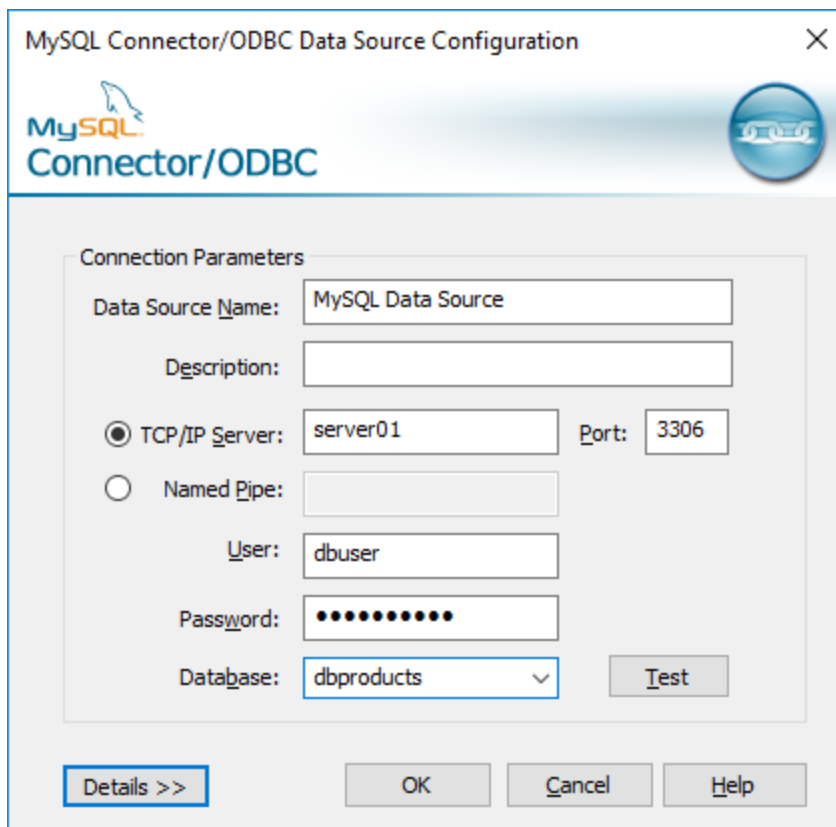 MySQL Connector/ODBC Data Source Configuration
MySQL
Connector/ODBC
Connection Parameters
Data Source Name: MySQL Data Source
Description:
TCP/IP Server: server01 Port: 3306
Named Pipe:
User: dbuser
Password: ●●●●●●●●●●
Database: dbproducts Test
Details >> OK Cancel Help